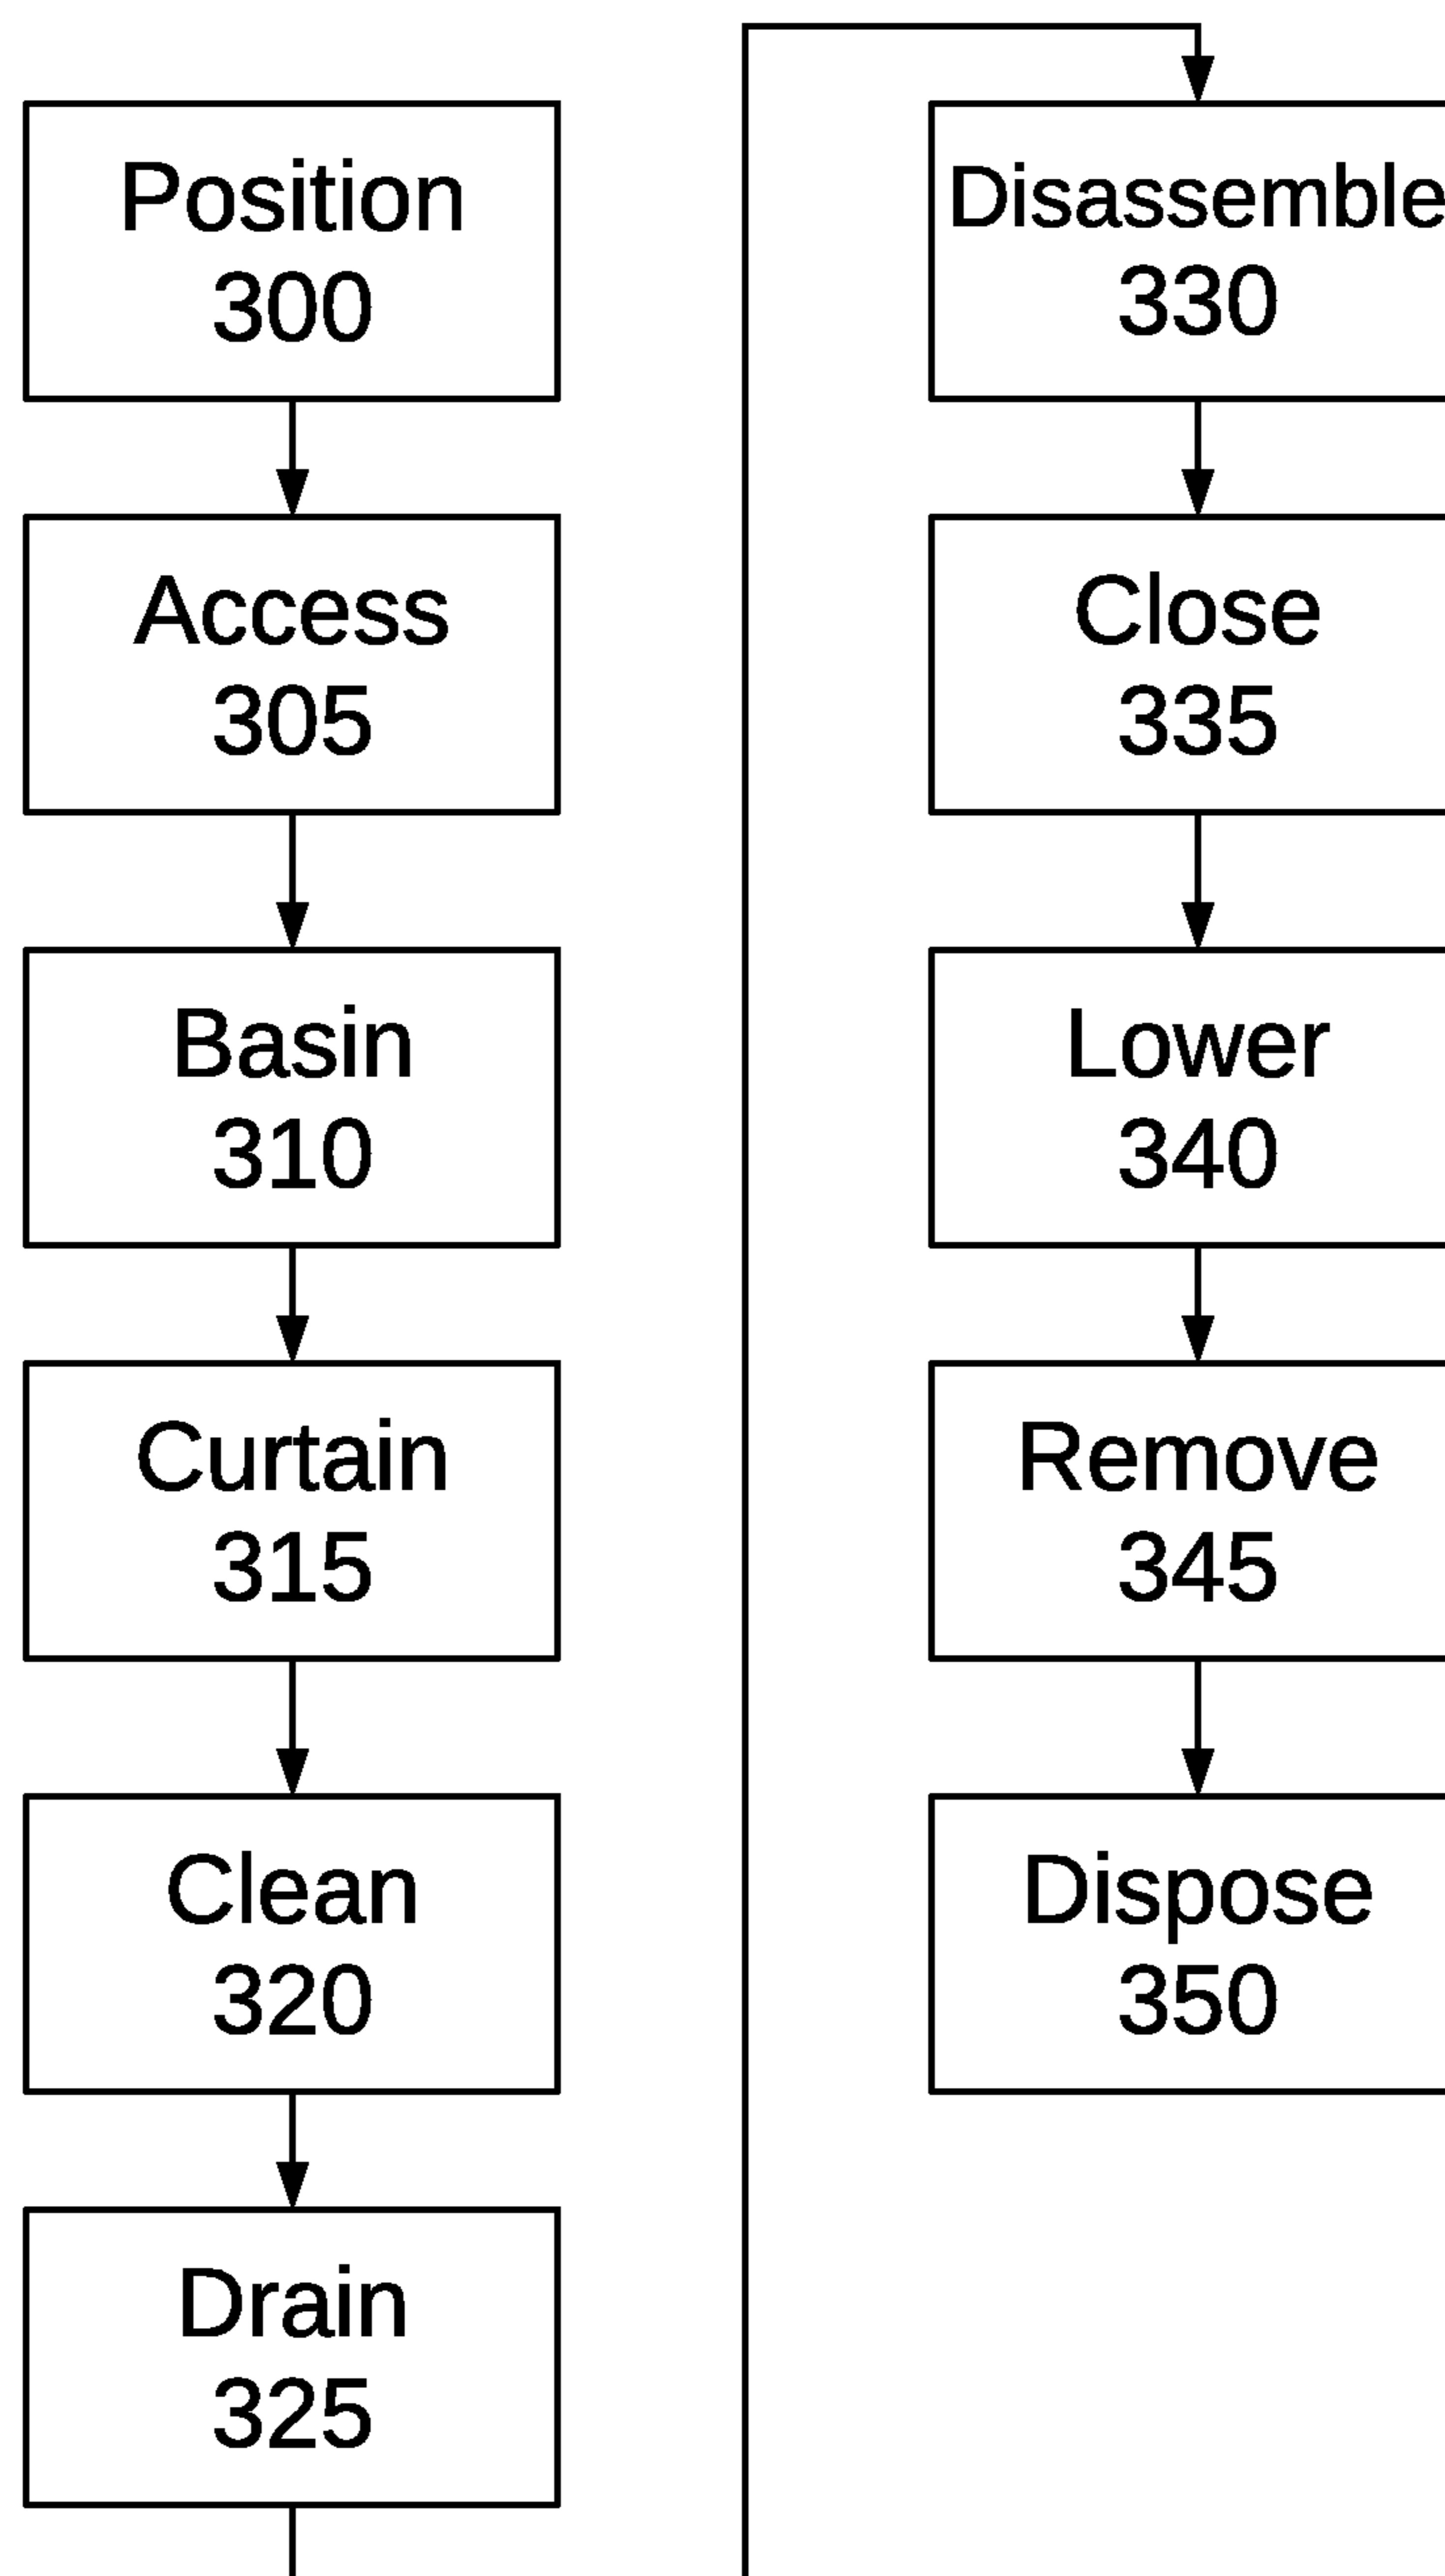 Position
300
Access
305
Basin
310
Curtain
315
Clean
320
Drain
325
Disassemble
330
Close
335
Lower
340
Remove
345
Dispose
350